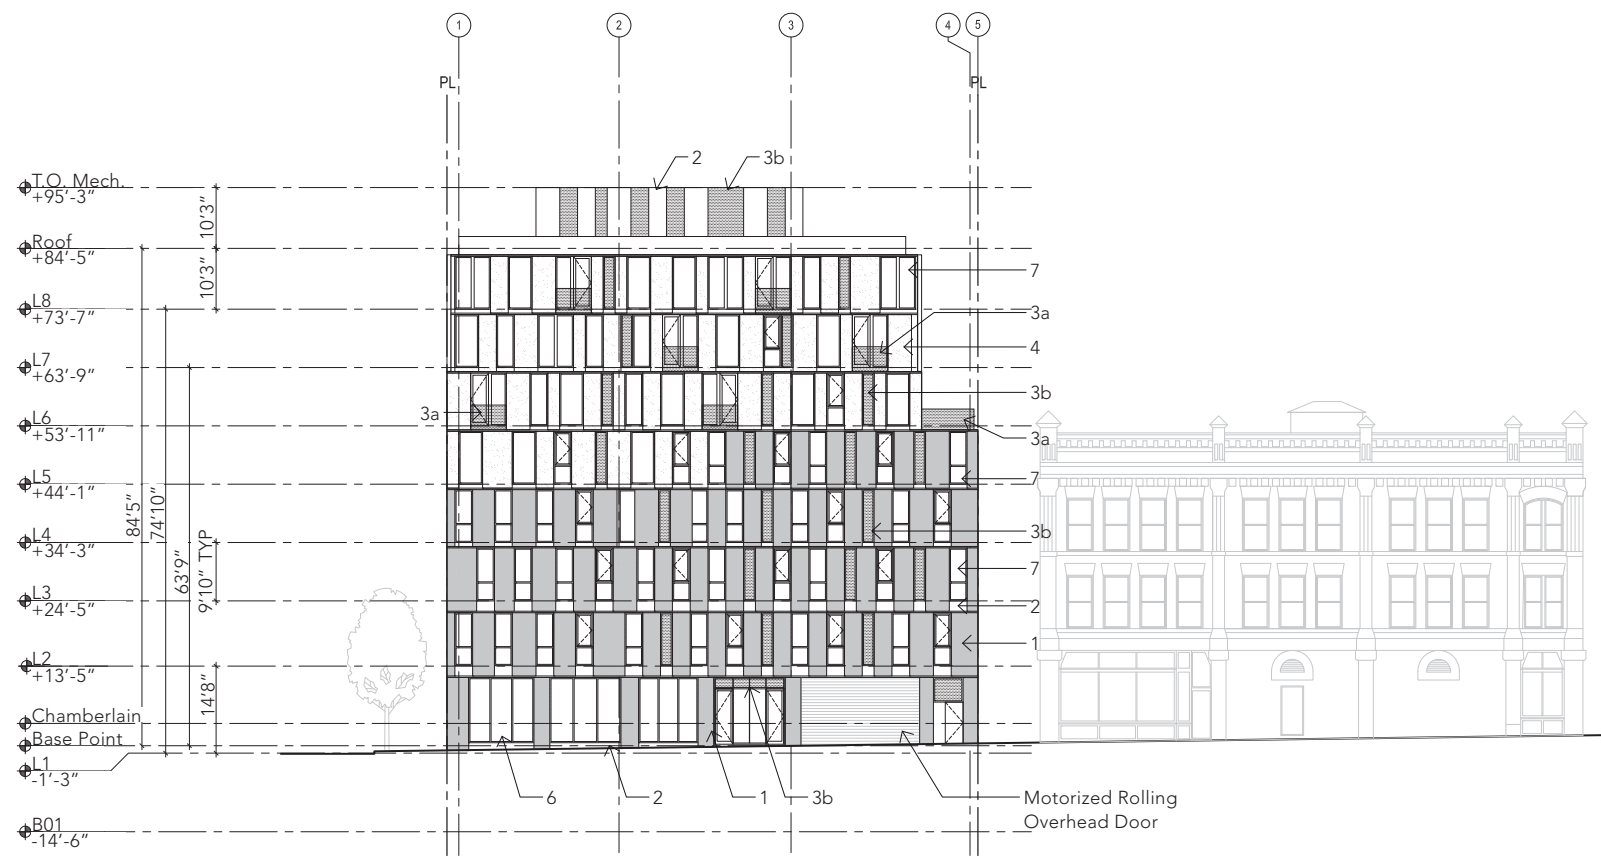 1
2
3
4
5
PL
PL
2
3b
T.O. Mech.
+95'-3"
10'3"
Roof
+84'-5"
10'3"
7
L8
+73'-7"
3a
4
L7
+63'-9"
3b
3a
L6
+53'-11"
3a
L5
+44'-1"
7
84'5"
74'10"
63'9"
9'10" TYP
L4
+34'-3"
3b
7
L3
+24'-5"
2
1
L2
+13'-5"
14'8"
Chamberlain
Base Point
L1
-1'-3"
6
2
1
3b
Motorized Rolling
Overhead Door
B01
-14'-6"